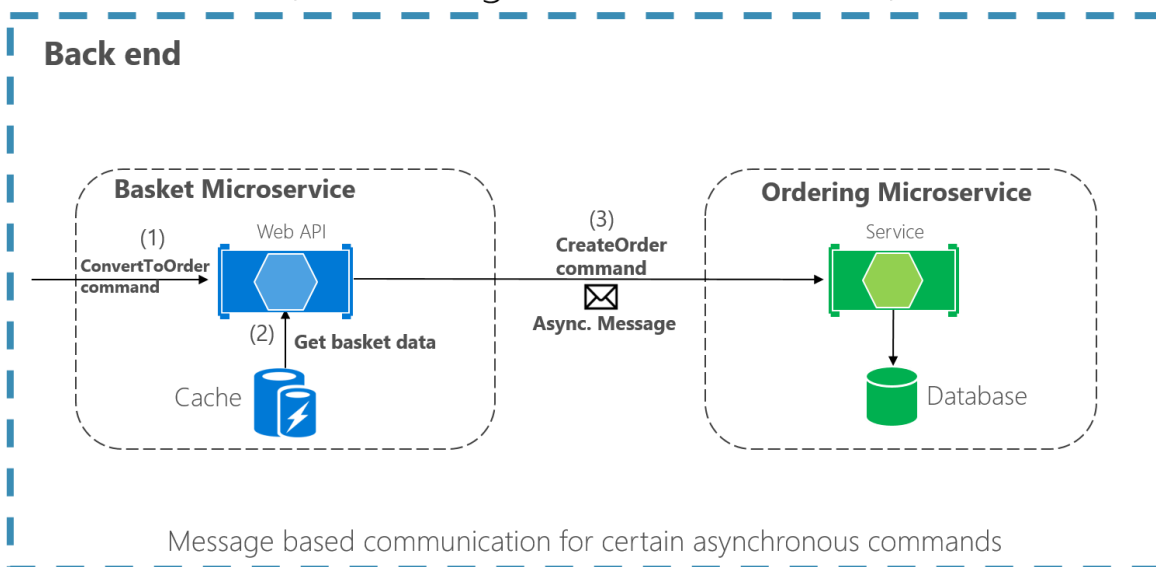 Back end
Basket Microservice
Web API
(1)
ConvertToOrder
command
(2)
Get basket data
Cache
(3)
CreateOrder
command
Async. Message
Ordering Microservice
Service
Database
Message based communication for certain asynchronous commands